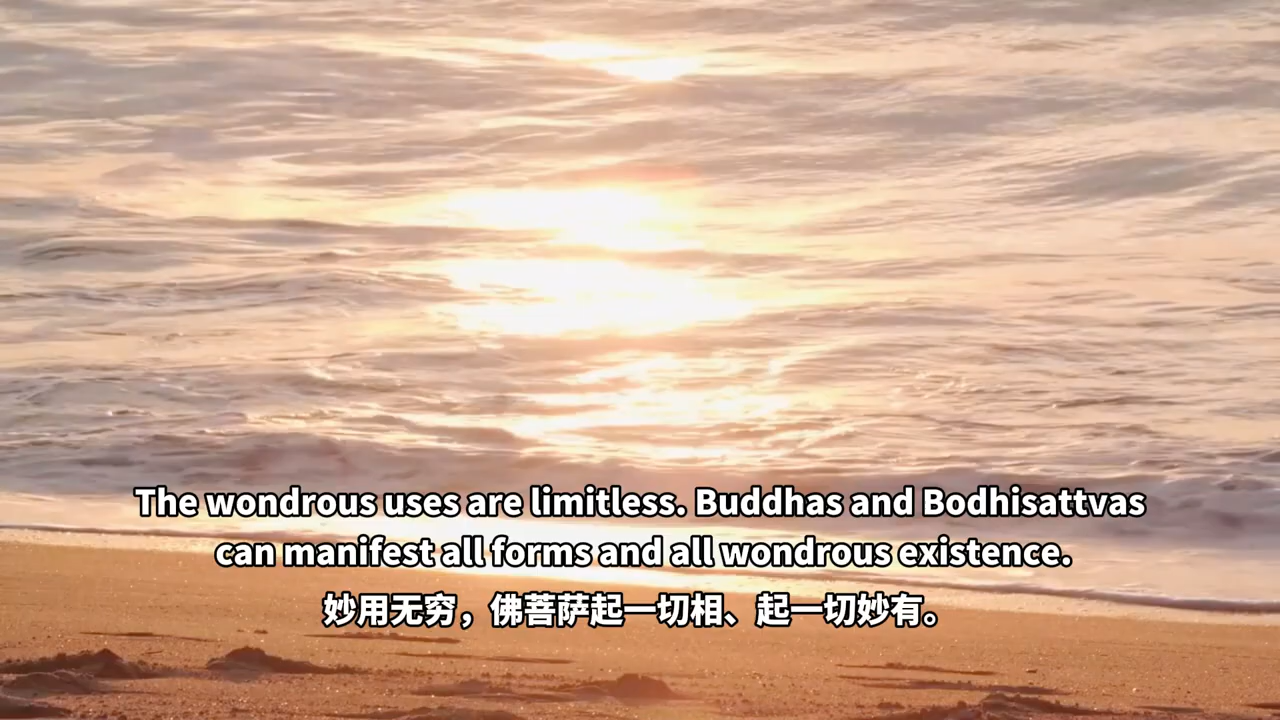 The wondrous uses are limitless. Buddhas and Bodhisattvas
can manifest all forms and all wondrous existence.
妙用无穷，佛菩萨起一切相、起一切妙有。